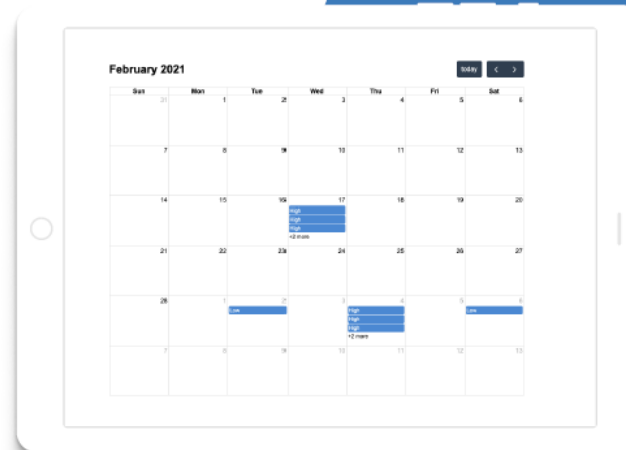 February 2021
today
Sun Mon Tue Wed Thu Fri Sat
31 1 2 3 4 5 6
7 8 9 10 11 12 13
14 15 16 17 18 19 20
High
High
High
+2 more
21 22 23 24 25 26 27
28 1 2 3 4 5 6
Low High Low
High
High
+2 more
7 8 9 10 11 12 13